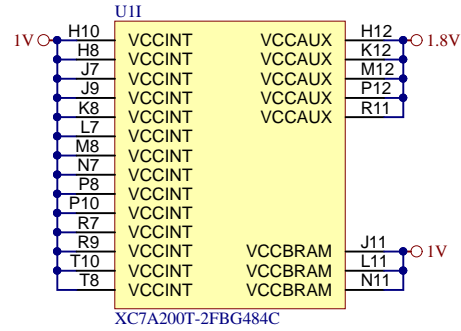 U1I
1V H10 VCCINT VCCAUX H12 1.8V
H8 VCCINT VCCAUX K12
J7 VCCINT VCCAUX M12
J9 VCCINT VCCAUX P12
K8 VCCINT VCCAUX R11
L7 VCCINT
M8 VCCINT
N7 VCCINT
P8 VCCINT
P10 VCCINT
R7 VCCINT
R9 VCCINT VCCBRAM J11 1V
T10 VCCINT VCCBRAM L11
T8 VCCINT VCCBRAM N11
XC7A200T-2FBG484C